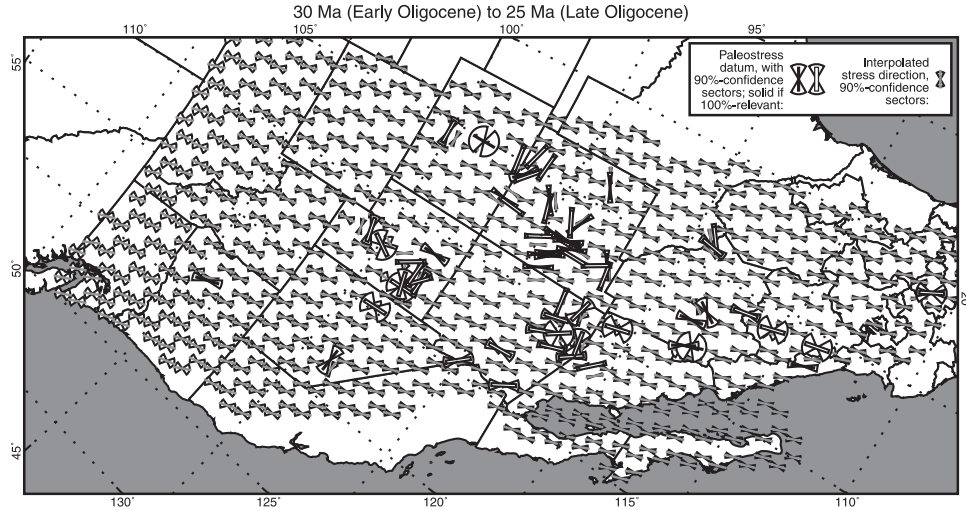 30 Ma (Early Oligocene) to 25 Ma (Late Oligocene)
110°
105°
100°
95°
55°
Paleostress
datum, with
90%-confidence
sectors; solid if
100%-relevant:
Interpolated
stress direction,
90%-confidence
sectors:
50°
45°
130°
125°
120°
115°
110°